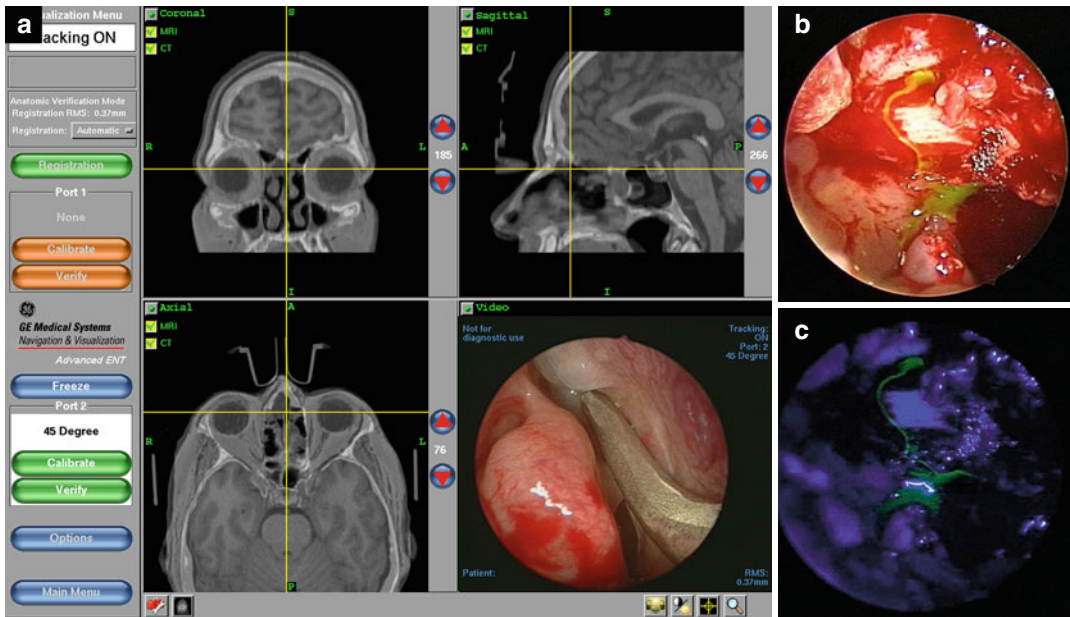 a
ualization Menu
acking ON
Anatomic Verification Mode
Registration RMS: 0.37mm
Registration: Automatic
Registration
Port 1
None
Calibrate
Verify
GE Medical Systems
Navigation & Visualization
Advanced ENT
Freeze
Port 2
45 Degree
Calibrate
Verify
Options
Main Menu
Coronal
MRI
CT
S
R
L
I
185
Sagittal
MRI
CT
S
A
P
I
266
Axial
MRI
CT
A
R
L
P
76
Video
Not for
diagnostic use
Tracking:
ON
Port: 2
45 Degree
Patient:
RMS:
0.37mm
b
c